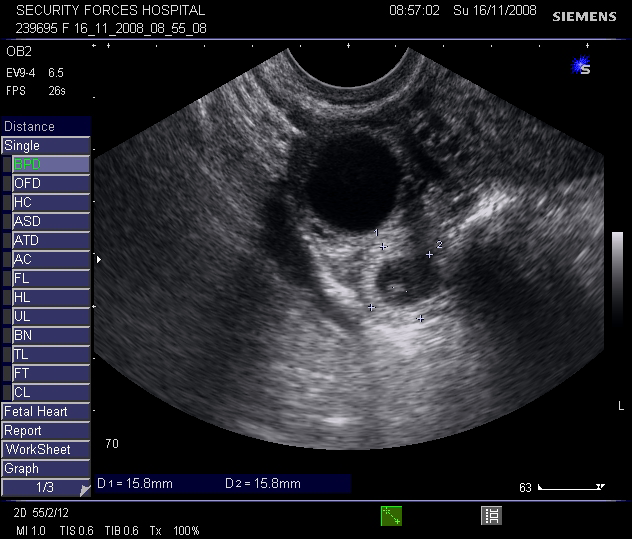 SECURITY FORCES HOSPITAL 08:57:02 Su 16/11/2008 SIEMENS
239695 F 16_11_2008_08_55_08
OB2
EV9-4 6.5
FPS 26s
S
Distance
Single
BPD
OFD
HC
ASD
ATD
AC
FL
HL
UL
BN
TL
FT
CL
Fetal Heart
Report
WorkSheet
Graph
1/3
1
2
L
70
63
D1 = 15.8mm D2 = 15.8mm
2D 55/2/12
MI 1.0 TIS 0.6 TIB 0.6 Tx 100%